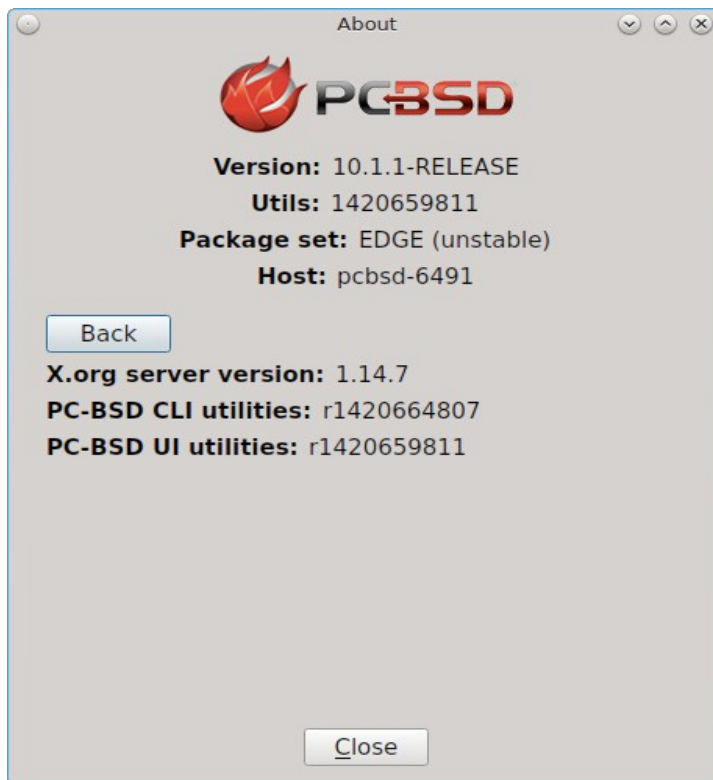 About
PCBSD
Version: 10.1.1-RELEASE
Utils: 1420659811
Package set: EDGE (unstable)
Host: pcbsd-6491
Back
X.org server version: 1.14.7
PC-BSD CLI utilities: r1420664807
PC-BSD UI utilities: r1420659811
Close